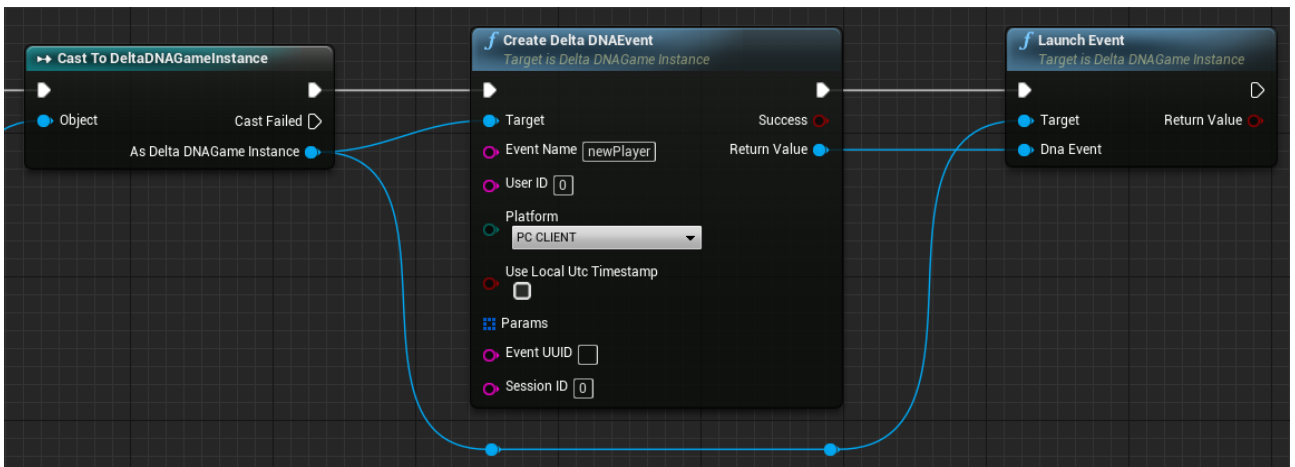 Cast To DeltaDNAGameInstance
Object
Cast Failed
As Delta DNAGame Instance
f Create Delta DNAEvent
Target is Delta DNAGame Instance
Target
Success
Event Name newPlayer
Return Value
User ID 0
Platform
PC CLIENT
Use Local Utc Timestamp
Params
Event UUID
Session ID 0
f Launch Event
Target is Delta DNAGame Instance
Target
Return Value
Dna Event